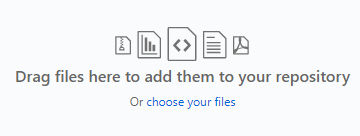 Drag files here to add them to your repository
Or choose your files